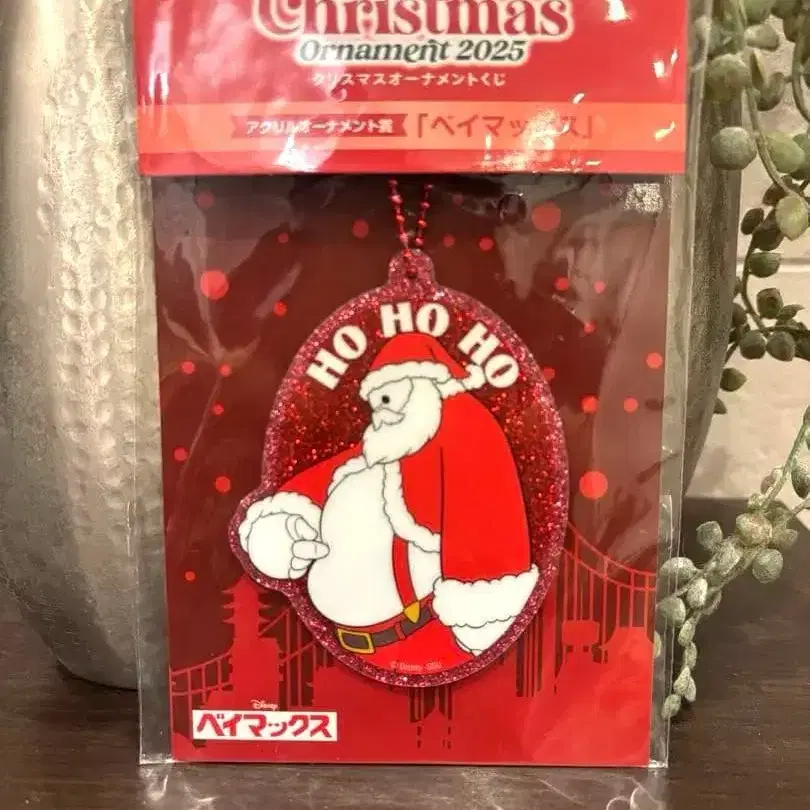 Christmas
Ornament 2025
クリスマスオーナメントくじ
アクリルオーナメント賞 「ベイマックス」
HO HO HO
© Disney
Disney
ベイマックス